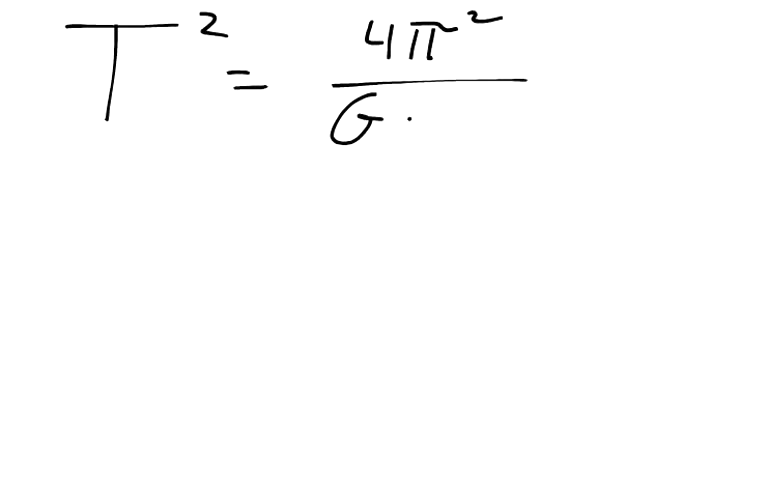 T² = 4π² / G ·